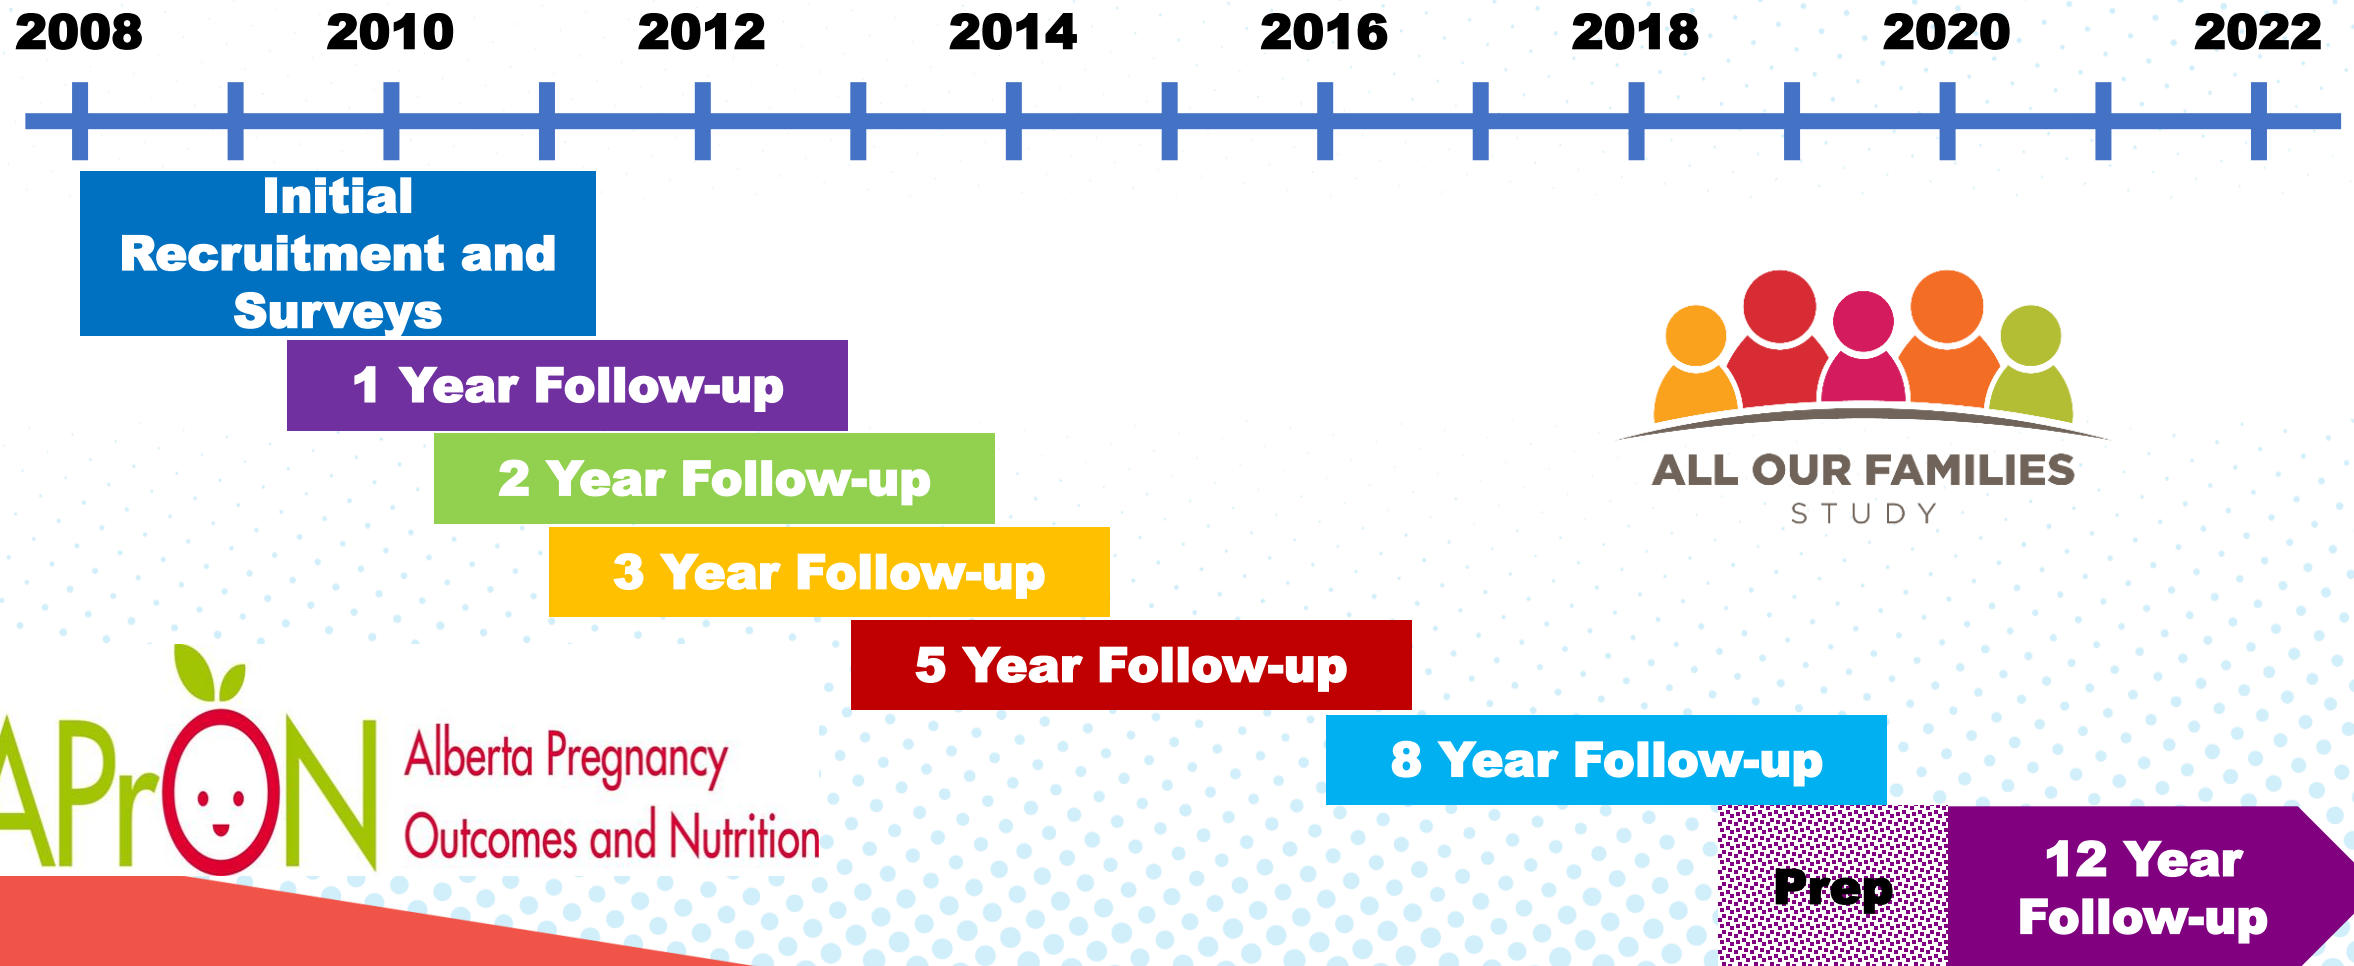 2008 2010 2012 2014 2016 2018 2020 2022
Initial
Recruitment and
Surveys
1 Year Follow-up
2 Year Follow-up
3 Year Follow-up
5 Year Follow-up
8 Year Follow-up
Prep
12 Year
Follow-up
ALL OUR FAMILIES
STUDY
APrON
Alberta Pregnancy
Outcomes and Nutrition